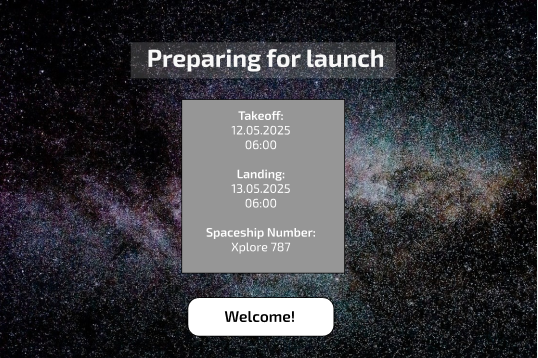 Preparing for launch
Takeoff:
12.05.2025
06:00
Landing:
13.05.2025
06:00
Spaceship Number:
Xplore 787
Welcome!